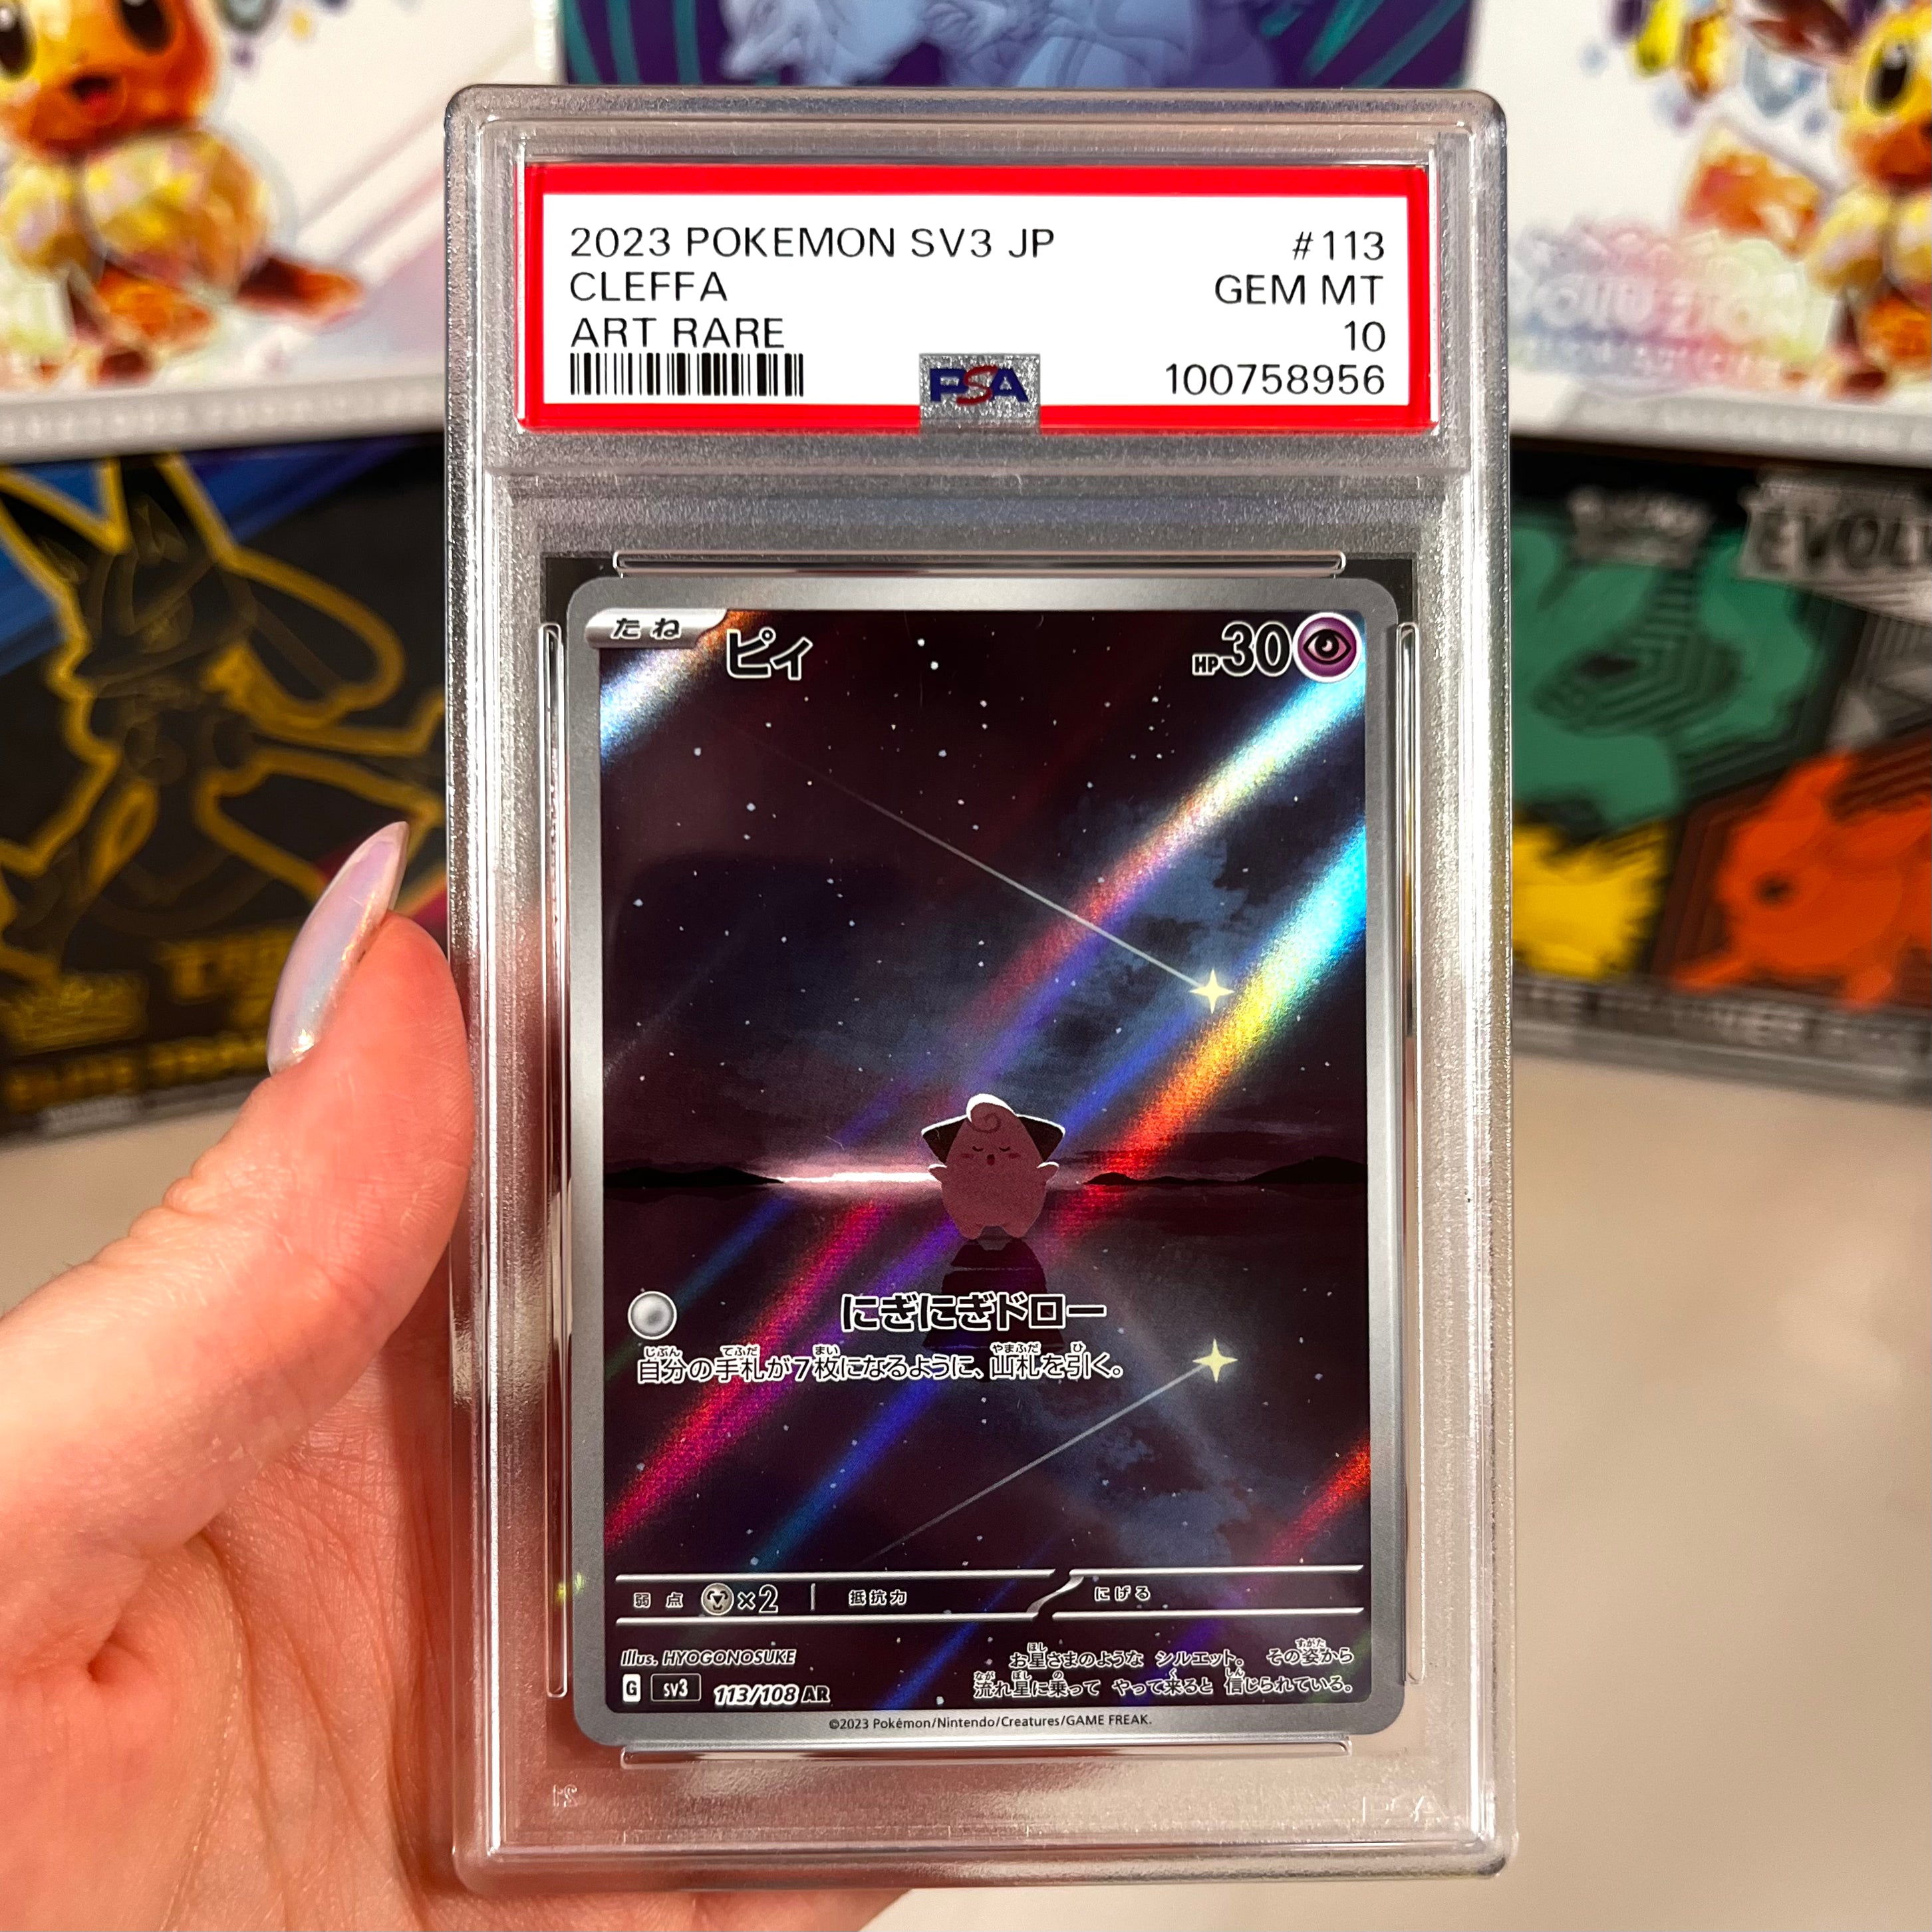 2023 POKEMON SV3 JP #113
CLEFFA GEM MT
ART RARE 10
PSA 100758956
たね ピィ HP30
にぎにぎドロー
自分の手札が7枚になるように、山札を引く。
弱点 ×2 抵抗力 にげる
Illus. HYOGONOSUKE
お星さまのような シルエット。 その姿から
流れ星に乗って やって来ると 信じられている。
G sv3 113/108 AR
©2023 Pokémon/Nintendo/Creatures/GAME FREAK.
PSA
EVOLV